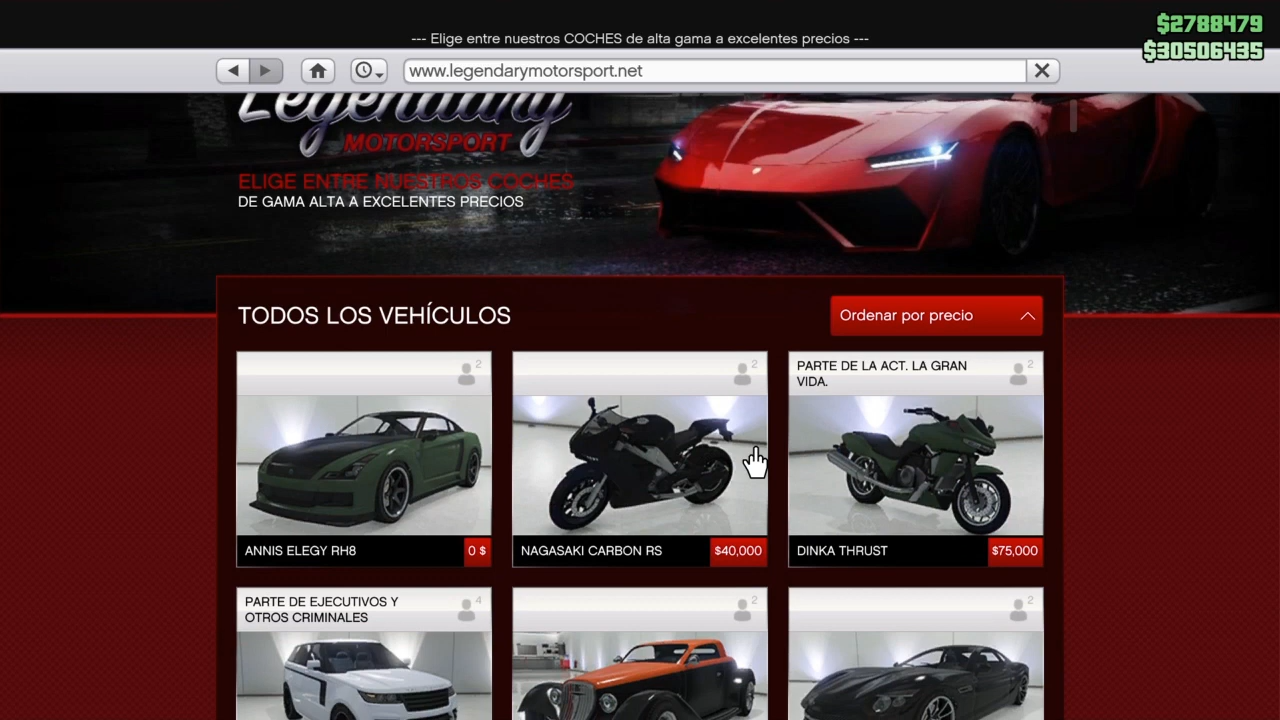 $2788479
--- Elige entre nuestros COCHES de alta gama a excelentes precios ---
$30506435
www.legendarymotorsport.net
Legendary
MOTORSPORT
ELIGE ENTRE NUESTROS COCHES
DE GAMA ALTA A EXCELENTES PRECIOS
TODOS LOS VEHÍCULOS
Ordenar por precio
2
2
PARTE DE LA ACT. LA GRAN
VIDA.
2
ANNIS ELEGY RH8
0 $
NAGASAKI CARBON RS
$40,000
DINKA THRUST
$75,000
PARTE DE EJECUTIVOS Y
OTROS CRIMINALES
4
2
2